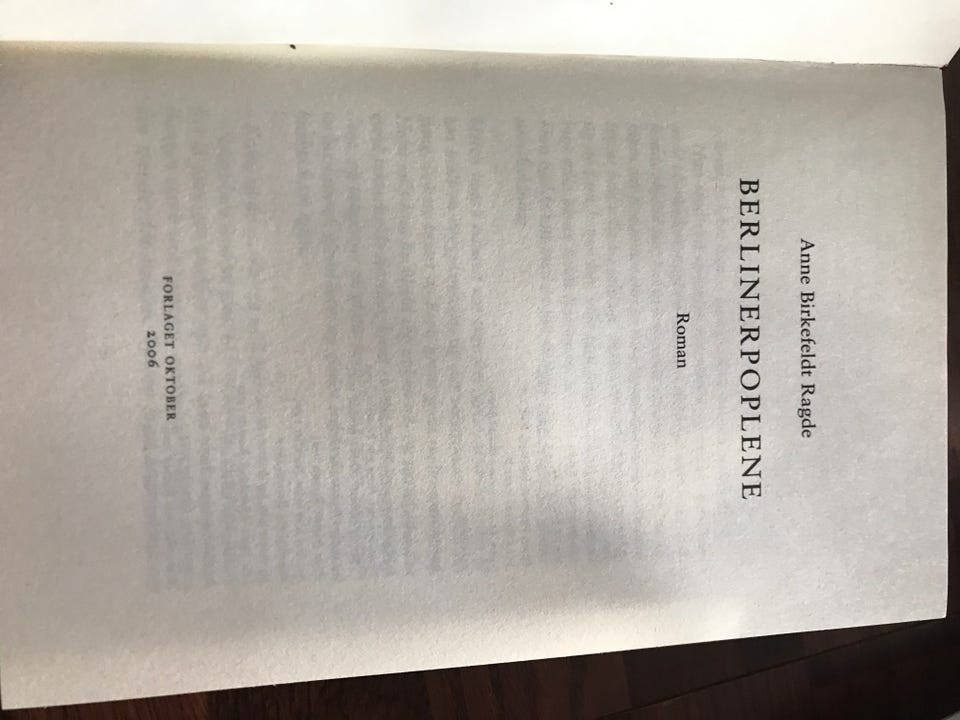 Anne Birkefeldt Ragde
BERLINERPOPLENE
Roman
FORLAGET OKTOBER
2006